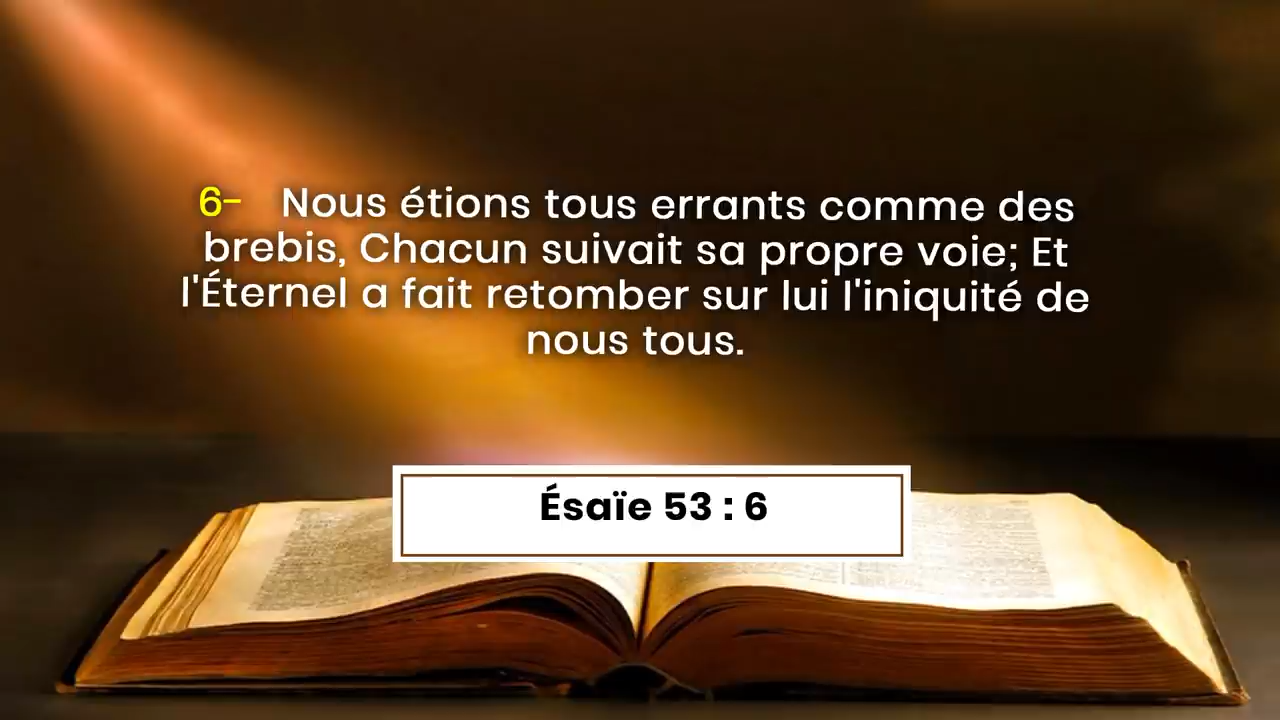 6- Nous étions tous errants comme des
brebis, Chacun suivait sa propre voie; Et
l'Éternel a fait retomber sur lui l'iniquité de
nous tous.
Ésaïe 53 : 6